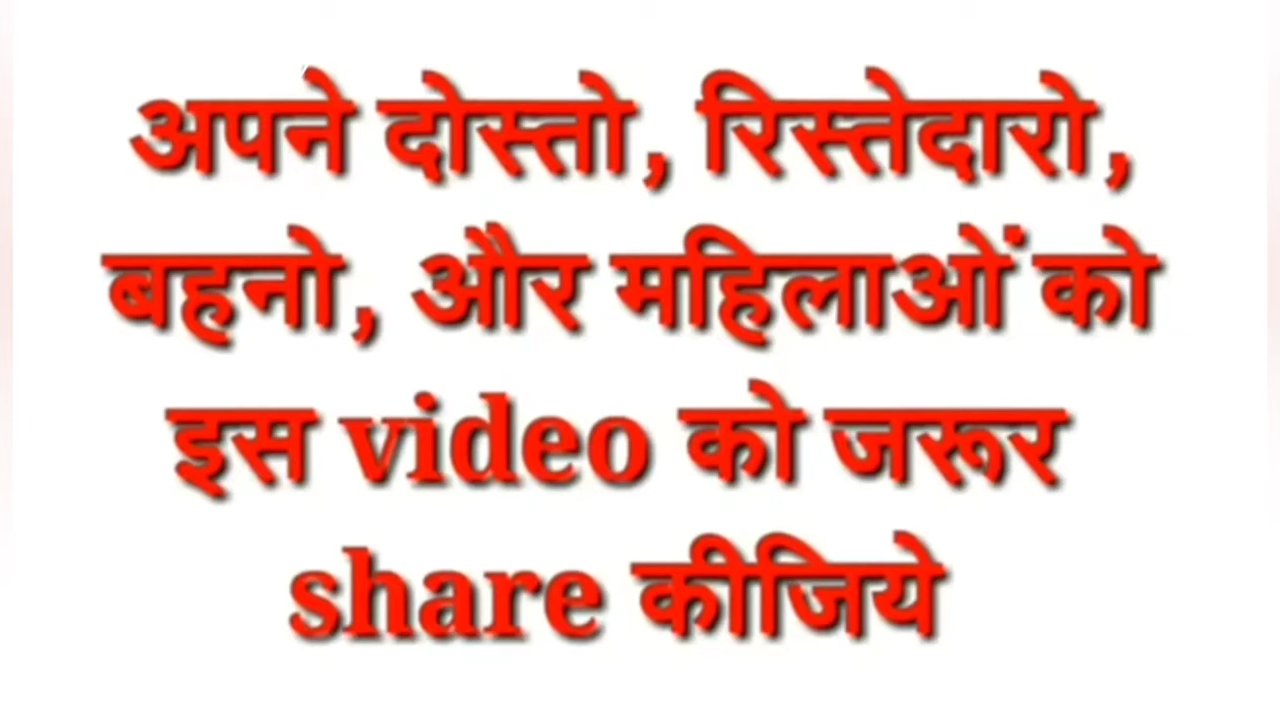 अपने दोस्तो, रिस्तेदारो,
बहनो, और महिलाओं को
इस video को जरूर
share कीजिये